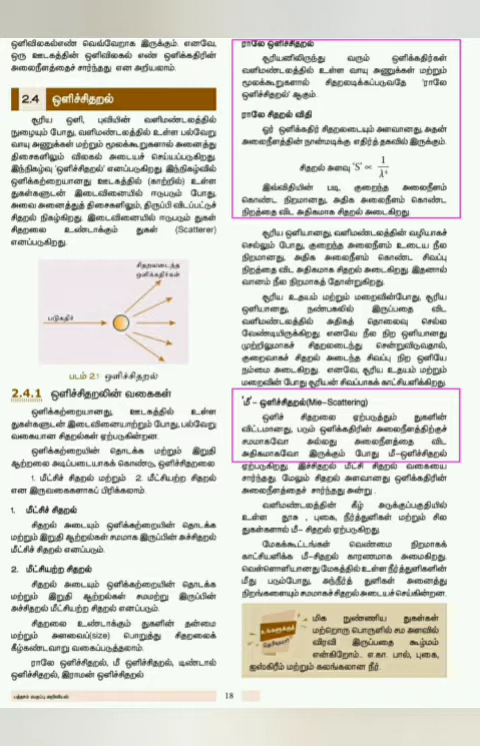 ஒளிவிலகல்எண் வெவ்வேறாக இருக்கும். எனவே,
ஒரு ஊடகத்தின் ஒளிவிலகல் எண் ஒளிக்கதிரின்
அலைநீளத்தைச் சார்ந்தது என அறியலாம்.
2.4 ஒளிச்சிதறல்
சூரிய ஒளி, புவியின் வளிமண்டலத்தில்
நுழையும் போது, வளிமண்டலத்தில் உள்ள பல்வேறு
வாயு அணுக்கள் மற்றும் மூலக்கூறுகளால் அனைத்து
திசைகளிலும் விலகல் அடையச் செய்யப்படுகிறது.
இந்நிகழ்வு 'ஒளிச்சிதறல்' எனப்படுகிறது. இந்நிகழ்வில்
ஒளிக்கற்றையானது ஊடகத்தில் (காற்றில்) உள்ள
துகள்களுடன் இடைவினையில் ஈடுபடும் போது,
அவை அனைத்துத் திசைகளிலும், திருப்பி விடப்பட்டுச்
சிதறல் நிகழ்கிறது. இடைவினையில் ஈடுபடும் துகள்
சிதறலை உண்டாக்கும் துகள் (Scatterer)
எனப்படுகிறது.
சிதறலடைந்த
ஒளிக்கதிர்கள்
படுகதிர்
படம் 2.1 ஒளிச்சிதறல்
2.4.1 ஒளிச்சிதறலின் வகைகள்
ஒளிக்கற்றையானது, ஊடகத்தில் உள்ள
துகள்களுடன் இடைவினையாற்றும் போது, பல்வேறு
வகையான சிதறல்கள் ஏற்படுகின்றன.
ஒளிக்கற்றையின் தொடக்க மற்றும் இறுதி
ஆற்றலை அடிப்படையாகக் கொண்டு, ஒளிச்சிதறலை
1. மீட்சிச் சிதறல் மற்றும் 2. மீட்சியற்ற சிதறல்
என இருவகைகளாகப் பிரிக்கலாம்.
1. மீட்சிச் சிதறல்
சிதறல் அடையும் ஒளிக்கற்றையின் தொடக்க
மற்றும் இறுதி ஆற்றல்கள் சமமாக இருப்பின் அச்சிதறல்
மீட்சிச் சிதறல் எனப்படும்.
2. மீட்சியற்ற சிதறல்
சிதறல் அடையும் ஒளிக்கற்றையின் தொடக்க
மற்றும் இறுதி ஆற்றல்கள் சமமற்று இருப்பின்
அச்சிதறல் மீட்சியற்ற சிதறல் எனப்படும்.
சிதறலை உண்டாக்கும் துகள்களின் தன்மை
மற்றும் அளவைப்(size) பொறுத்து சிதறலைக்
கீழ்கண்டவாறு வகைப்படுத்தலாம்.
ராலே ஒளிச்சிதறல், மீ ஒளிச்சிதறல், டிண்டால்
ஒளிச்சிதறல், இராமன் ஒளிச்சிதறல்
ராலே ஒளிச்சிதறல்
சூரியனிலிருந்து வரும் ஒளிக்கதிர்கள்
வளிமண்டலத்தில் உள்ள வாயு அணுக்கள் மற்றும்
மூலக்கூறுகளால் சிதறலடிக்கப்படுவதே 'ராலே
ஒளிச்சிதறல்' ஆகும்.
ராலே சிதறல் விதி
ஓர் ஒளிக்கதிர் சிதறலடையும் அளவானது, அதன்
அலைநீளத்தின் நான்மடிக்கு எதிர்த் தகவில் இருக்கும்.
சிதறல் அளவு 'S' ∝ 1/λ⁴
இவ்விதியின் படி, குறைந்த அலைநீளம்
கொண்ட நிறமானது, அதிக அலைநீளம் கொண்ட
நிறத்தை விட அதிகமாக சிதறல் அடைகிறது.
சூரிய ஒளியானது, வளிமண்டலத்தின் வழியாகச்
செல்லும் போது, குறைந்த அலைநீளம் உடைய நீல
நிறமானது, அதிக அலைநீளம் கொண்ட சிவப்பு
நிறத்தை விட அதிகமாக சிதறல் அடைகிறது. இதனால்
வானம் நீல நிறமாகத் தோன்றுகிறது.
சூரிய உதயம் மற்றும் மறைவின்போது, சூரிய
ஒளியானது, நண்பகலில் இருப்பதை விட
வளிமண்டலத்தில் அதிகத் தொலைவு செல்ல
வேண்டியிருக்கிறது. எனவே நீல நிற ஒளியானது
முற்றிலுமாகச் சிதறலடைந்து சென்றுவிடுவதால்,
குறைவாகச் சிதறல் அடைந்த சிவப்பு நிற ஒளியே
நம்மை அடைகிறது. எனவே, சூரிய உதயம் மற்றும்
மறைவின் போது சூரியன் சிவப்பாகக் காட்சியளிக்கிறது.
'மீ' – ஒளிச்சிதறல்(Mie-Scattering)
ஒளிச் சிதறலை ஏற்படுத்தும் துகளின்
விட்டமானது, படும் ஒளிக்கதிரின் அலைநீளத்திற்குச்
சமமாகவோ அல்லது அலைநீளத்தை விட
அதிகமாகவோ இருக்கும் போது மீ-ஒளிச்சிதறல்
ஏற்படுகிறது. இச்சிதறல் மீட்சி சிதறல் வகையை
சார்ந்தது. மேலும் சிதறல் அளவானது ஒளிக்கதிரின்
அலைநீளத்தைச் சார்ந்தது அன்று.
வளிமண்டலத்தின் கீழ் அடுக்குப்பகுதியில்
உள்ள தூசு, புகை, நீர்த்துளிகள் மற்றும் சில
துகள்களால் மீ– சிதறல் ஏற்படுகிறது.
மேகக்கூட்டங்கள் வெண்மை நிறமாகக்
காட்சியளிக்க மீ-சிதறல் காரணமாக அமைகிறது.
வெள்ளொளியானது மேகத்தில் உள்ள நீர்த்துளிகளின்
மீது படும்போது, அந்நீர்த் துளிகள் அனைத்து
நிறங்களையும் சமமாகச் சிதறல் அடையச் செய்கின்றன.
உங்களுக்குத்
தெரியுமா?
மிக நுண்ணிய துகள்கள்
மற்றொரு பொருளில் சம அளவில்
விரவி இருப்பதை கூழ்மம்
என்கிறோம். எ.கா. பால், புகை,
ஐஸ்கிரீம் மற்றும் கலங்கலான நீர்.
பத்தாம் வகுப்பு அறிவியல்
18